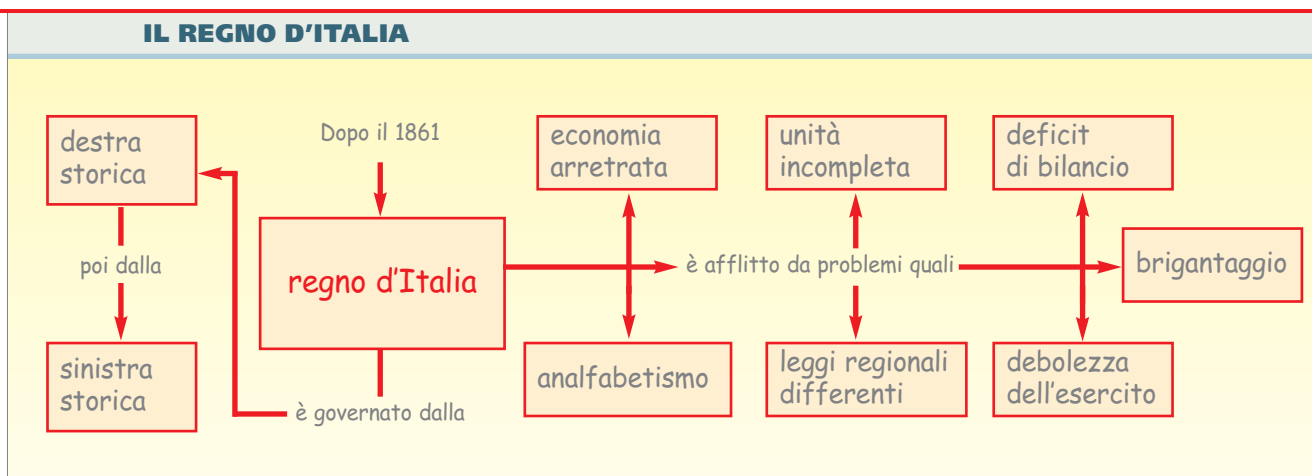 IL REGNO D'ITALIA
destra
storica
poi dalla
sinistra
storica
Dopo il 1861
regno d'Italia
è governato dalla
economia
arretrata
analfabetismo
è afflitto da problemi quali
unità
incompleta
leggi regionali
differenti
deficit
di bilancio
debolezza
dell'esercito
brigantaggio